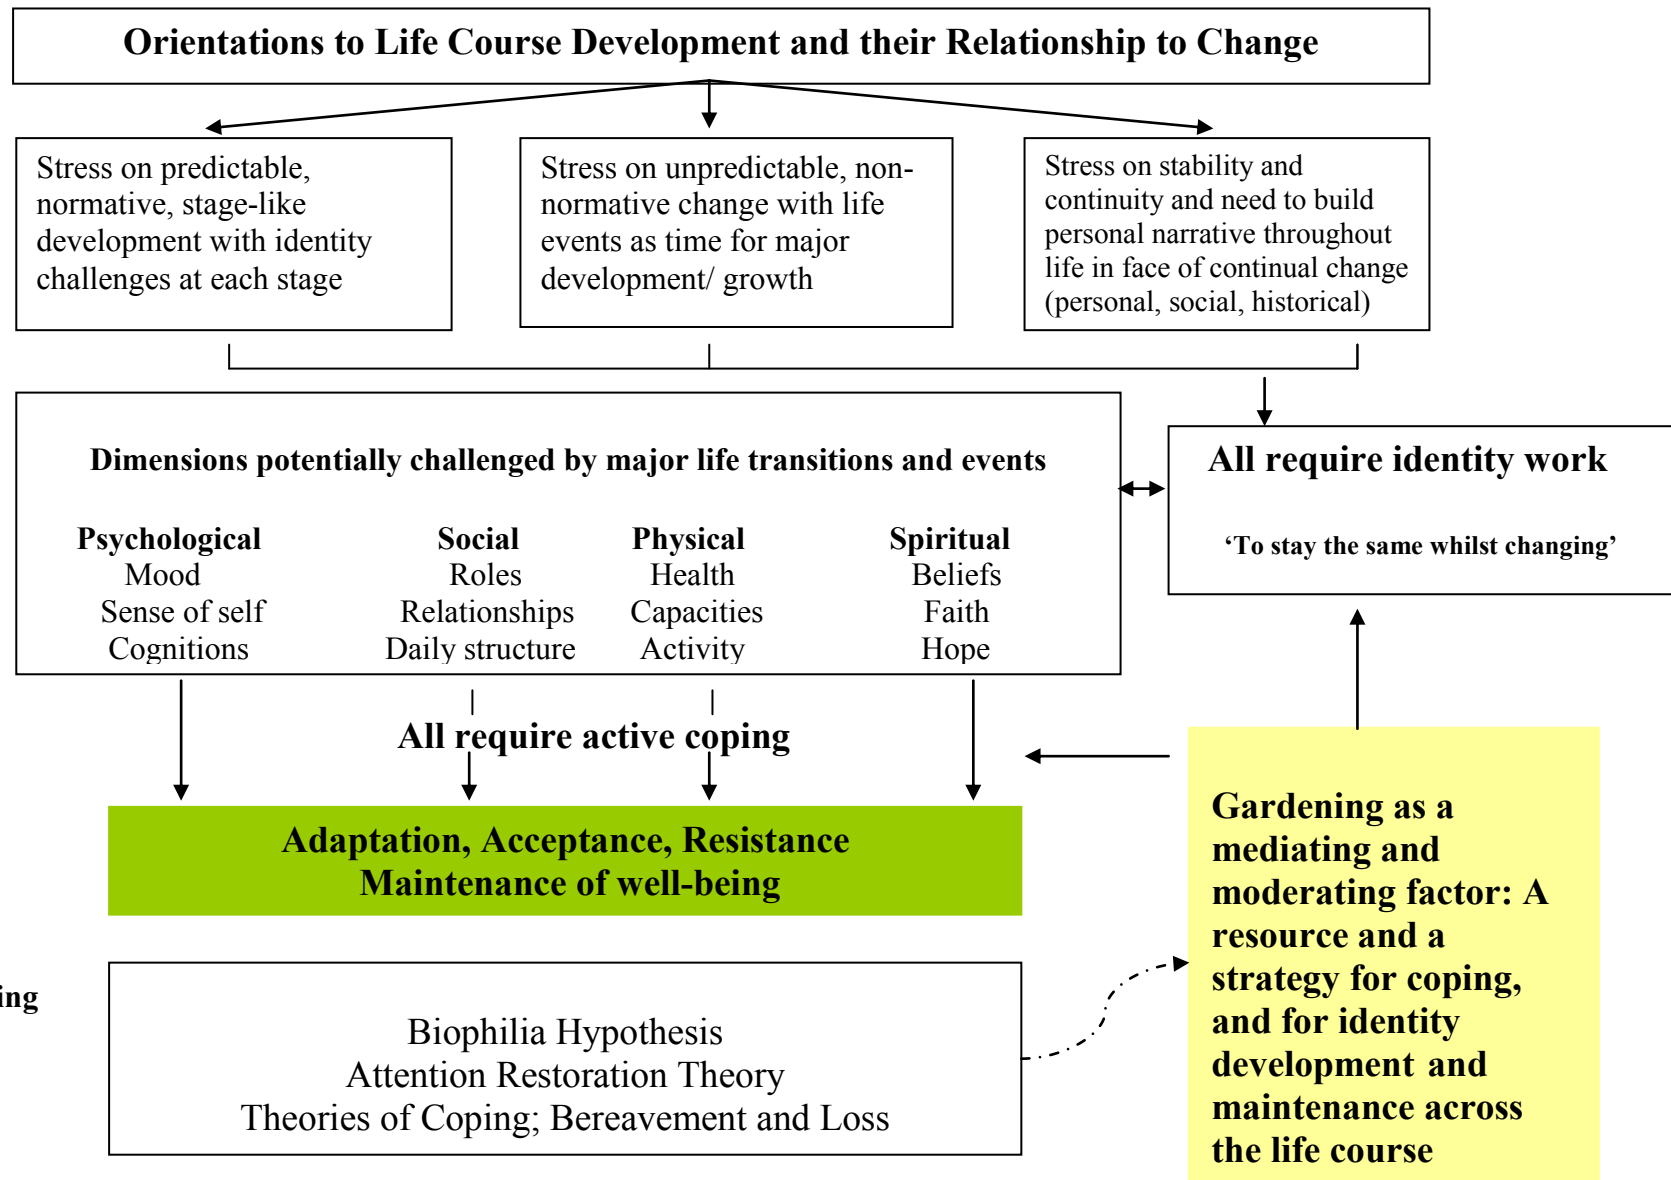 Orientations to Life Course Development and their Relationship to Change
Stress on predictable,
normative, stage-like
development with identity
challenges at each stage
Stress on unpredictable, non-
normative change with life
events as time for major
development/ growth
Stress on stability and
continuity and need to build
personal narrative throughout
life in face of continual change
(personal, social, historical)
Dimensions potentially challenged by major life transitions and events
Psychological Social Physical Spiritual
Mood Roles Health Beliefs
Sense of self Relationships Capacities Faith
Cognitions Daily structure Activity Hope
All require identity work
‘To stay the same whilst changing’
All require active coping
Adaptation, Acceptance, Resistance
Maintenance of well-being
Gardening as a
mediating and
moderating factor: A
resource and a
strategy for coping,
and for identity
development and
maintenance across
the life course
ing
Biophilia Hypothesis
Attention Restoration Theory
Theories of Coping; Bereavement and Loss